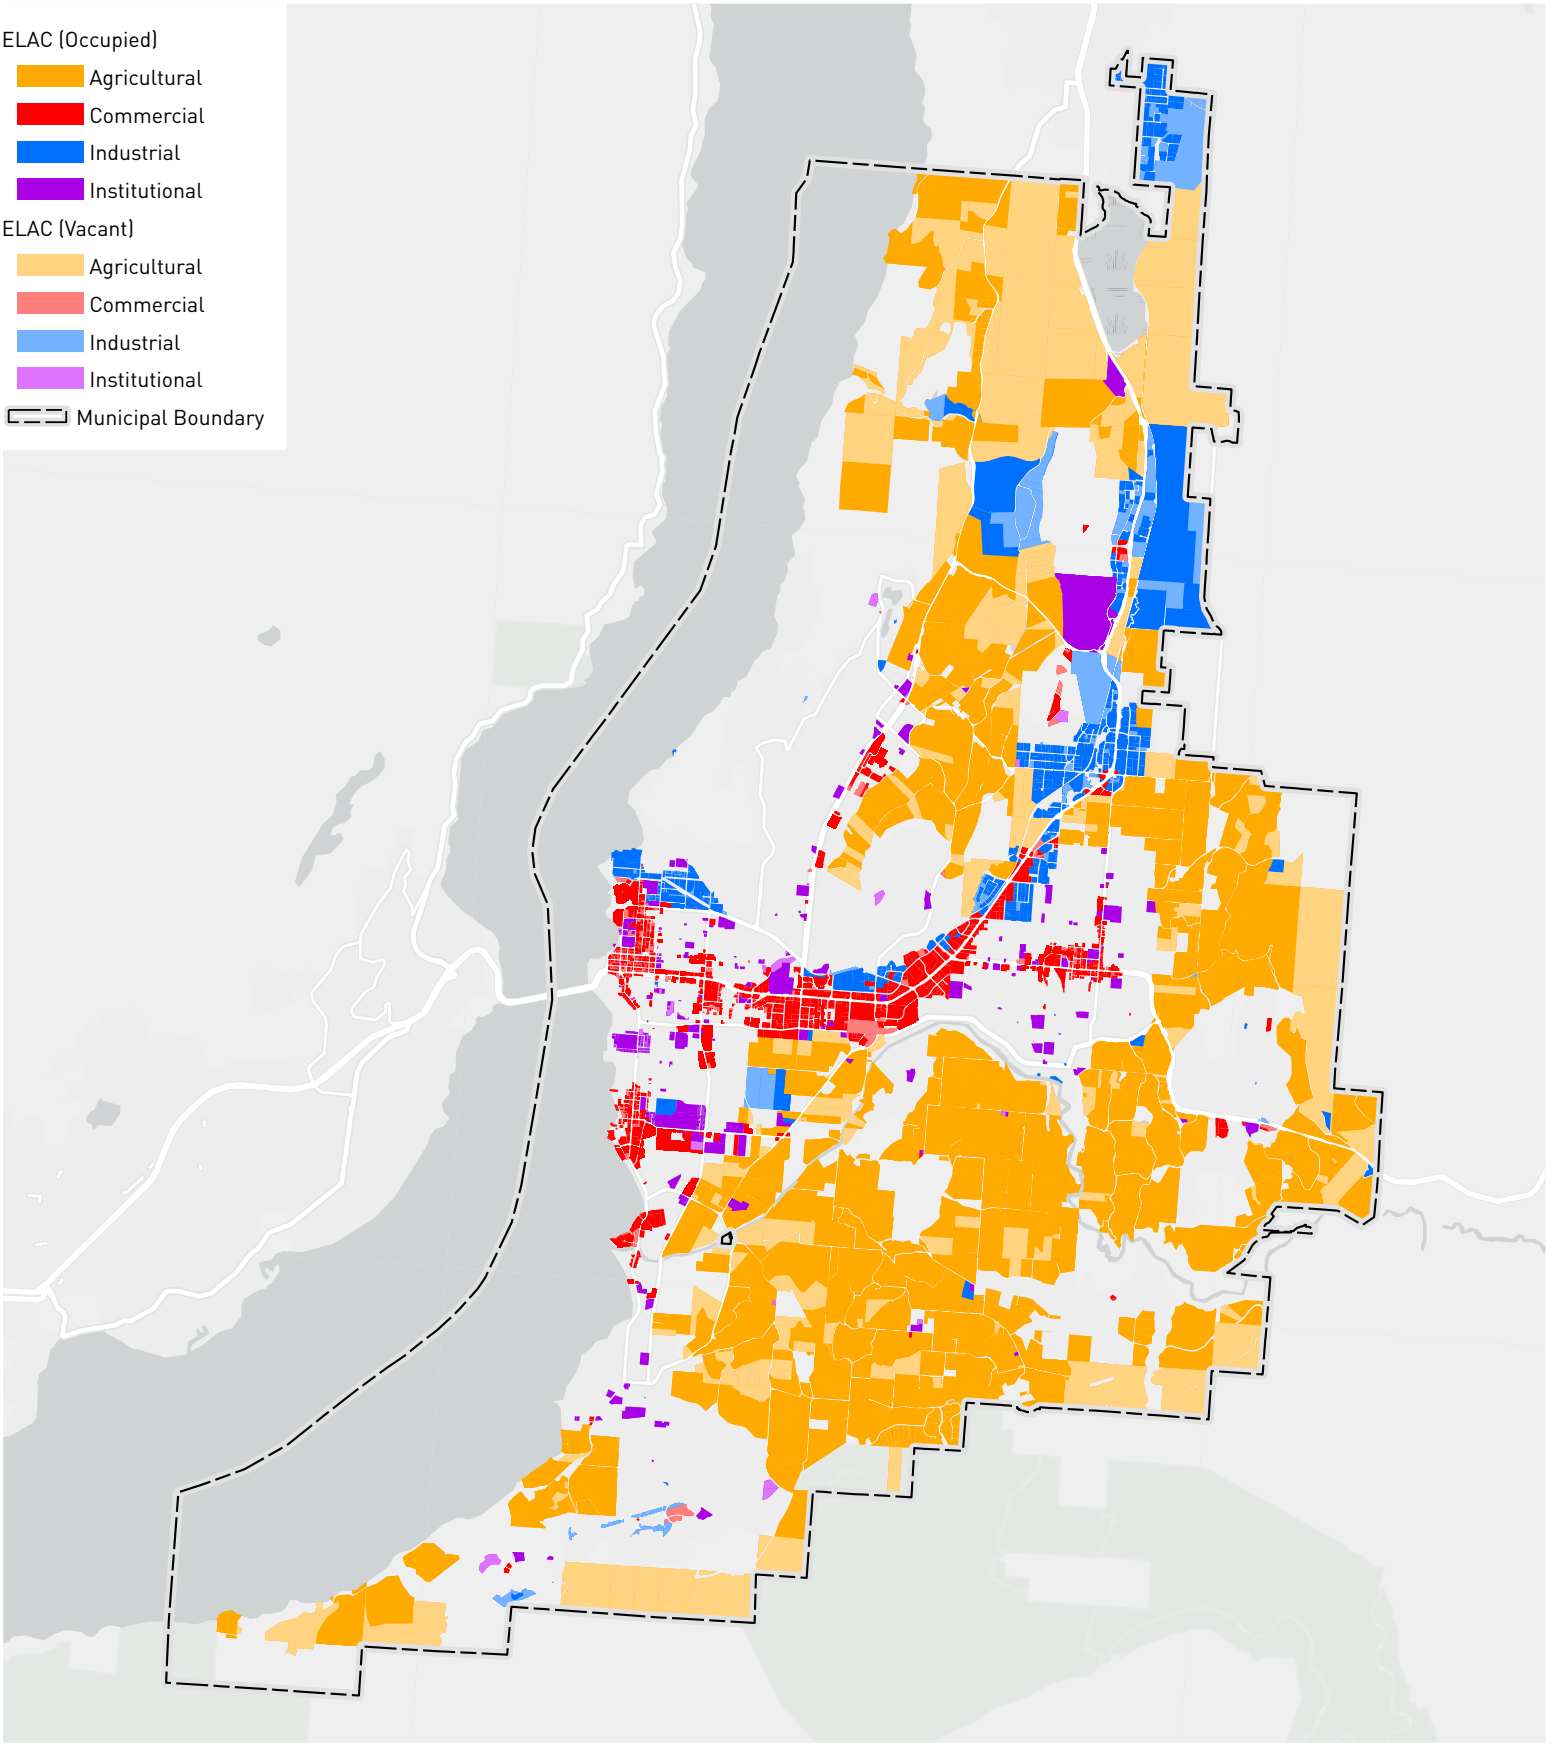 ELAC (Occupied)
Agricultural
Commercial
Industrial
Institutional
ELAC (Vacant)
Agricultural
Commercial
Industrial
Institutional
Municipal Boundary